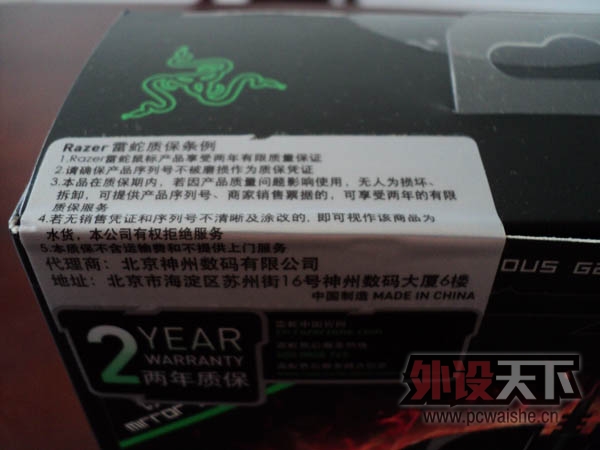 Razer 雷蛇质保条例
1.Razer雷蛇鼠标产品享受两年有限质量保证
2.请确保产品序列号不被磨损作为质保凭证
3.本品在质保期内，若因产品质量问题影响使用，无人为损坏、
拆卸，可提供产品序列号、商家销售票据的，可享受两年的有限
质保服务
4.若无销售凭证和序列号不清晰及涂改的，即可视作该商品为
水货，本公司有权拒绝服务
5.本质保不含运输费和不提供上门服务
代理商：北京神州数码有限公司
地址：北京市海淀区苏州街16号神州数码大厦6楼
中国制造 MADE IN CHINA
OUS GA
2 YEAR
WARRANTY
两年质保
雷蛇中国官网
mirror
外设天下
www.pcwaishe.cn